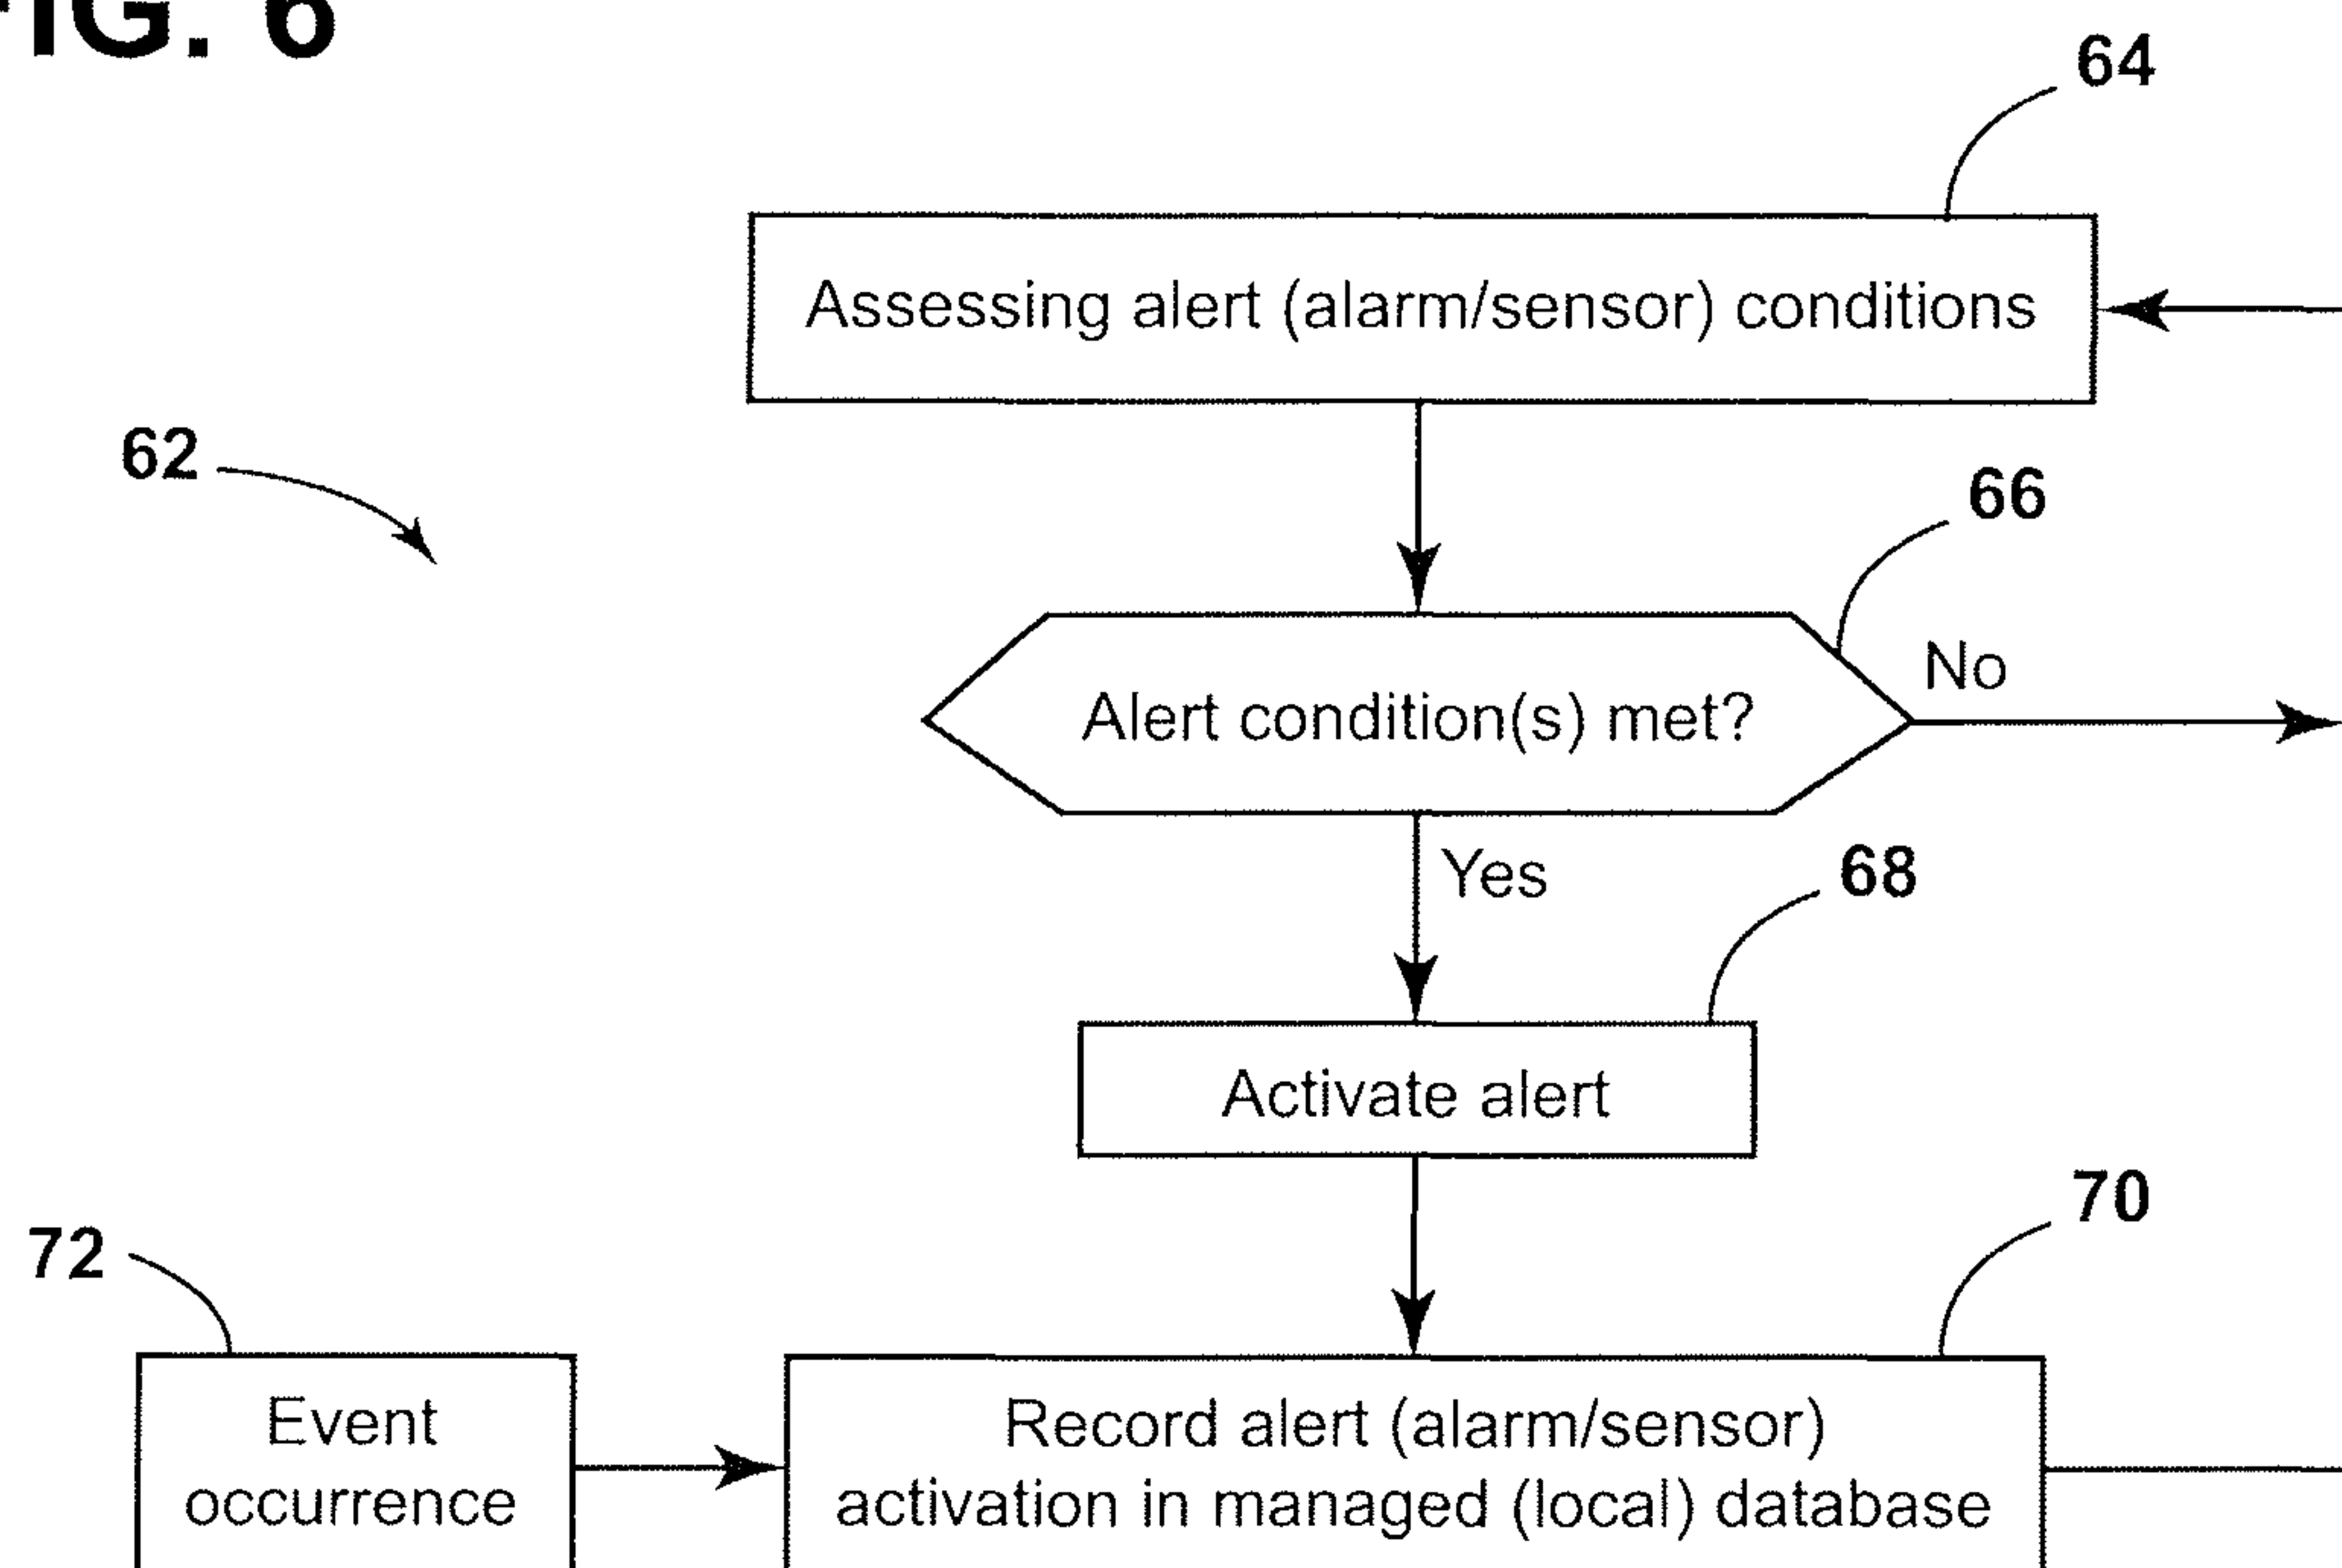 FIG. 6
64
Assessing alert (alarm/sensor) conditions
62
66
No
Alert condition(s) met?
Yes
68
Activate alert
70
72
Event
occurrence
Record alert (alarm/sensor)
activation in managed (local) database